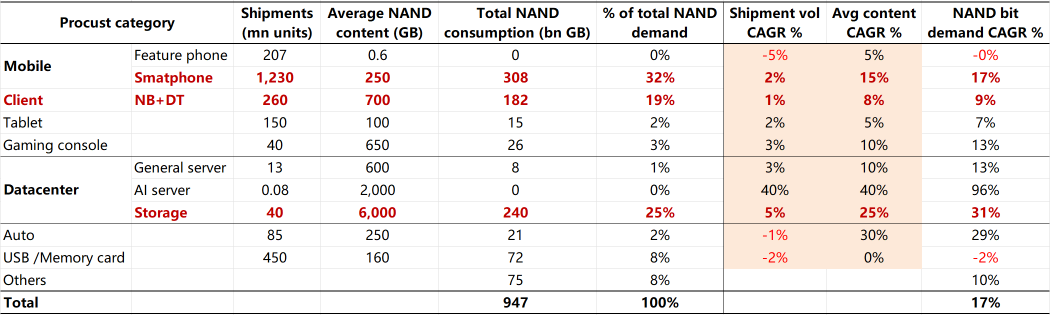 Procust category Shipments (mn units) Average NAND content (GB) Total NAND consumption (bn GB) % of total NAND demand Shipment vol CAGR % Avg content CAGR % NAND bit demand CAGR %
Mobile Feature phone 207 0.6 0 0% -5% 5% -0%
Smatphone 1,230 250 308 32% 2% 15% 17%
Client NB+DT 260 700 182 19% 1% 8% 9%
Tablet 150 100 15 2% 2% 5% 7%
Gaming console 40 650 26 3% 3% 10% 13%
Datacenter General server 13 600 8 1% 3% 10% 13%
AI server 0.08 2,000 0 0% 40% 40% 96%
Storage 40 6,000 240 25% 5% 25% 31%
Auto 85 250 21 2% -1% 30% 29%
USB /Memory card 450 160 72 8% -2% 0% -2%
Others 75 8% 10%
Total 947 100% 17%